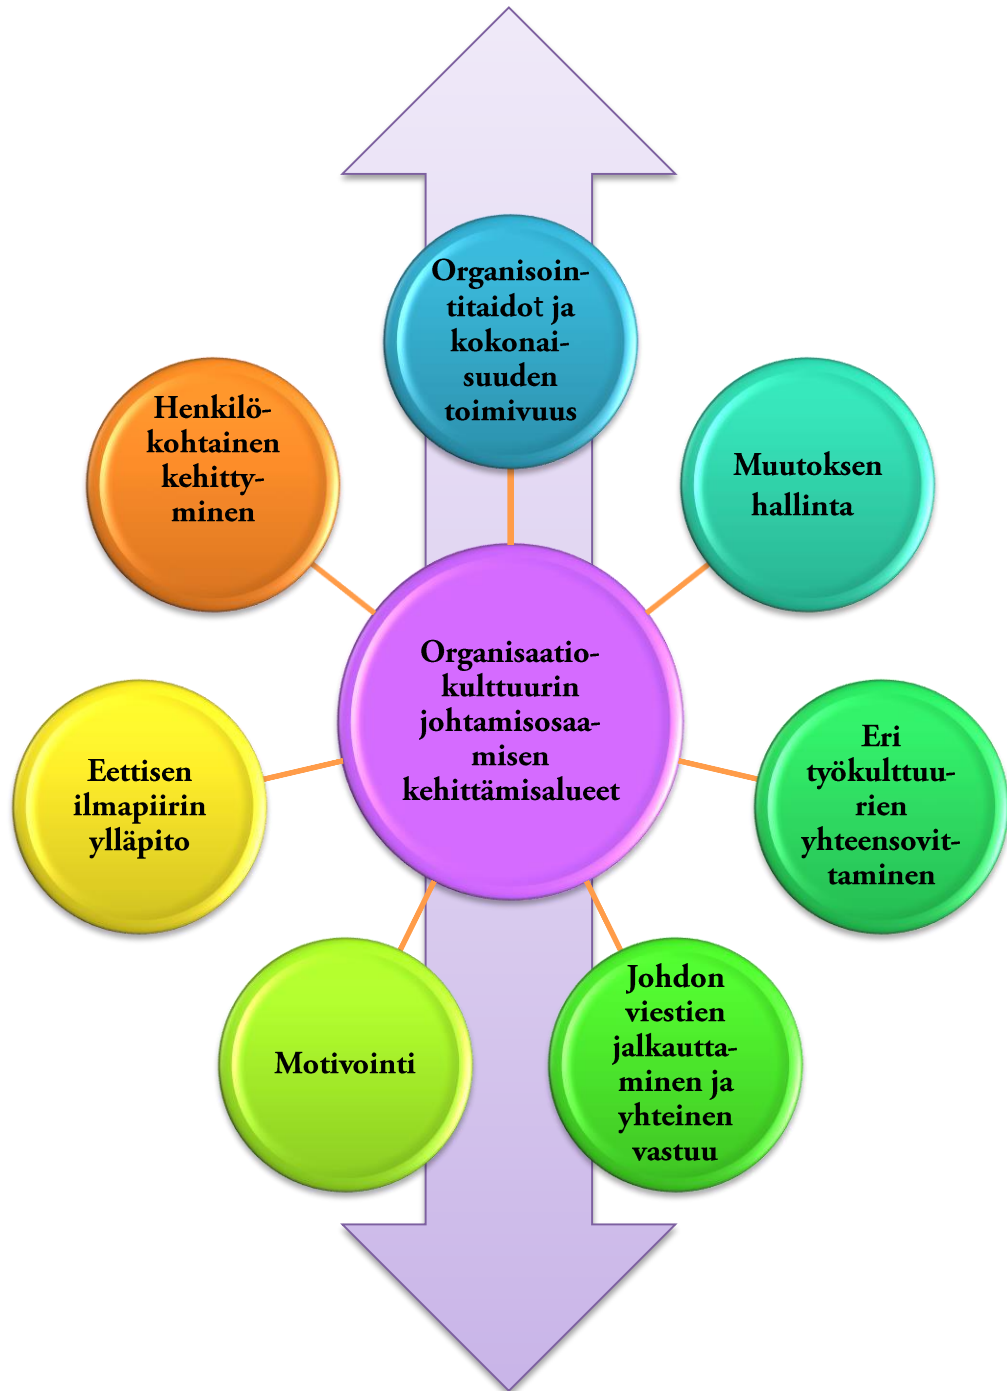 Organisoin-
titaidot ja
kokonai-
suuden
toimivuus
Muutoksen
hallinta
Eri
työkulttuu-
rien
yhteensovit-
taminen
Johdon
viestien
jalkautta-
minen ja
yhteinen
vastuu
Motivointi
Eettisen
ilmapiirin
ylläpito
Henkilö-
kohtainen
kehitty-
minen
Organisaatio-
kulttuurin
johtamisosaa-
misen
kehittämisalueet